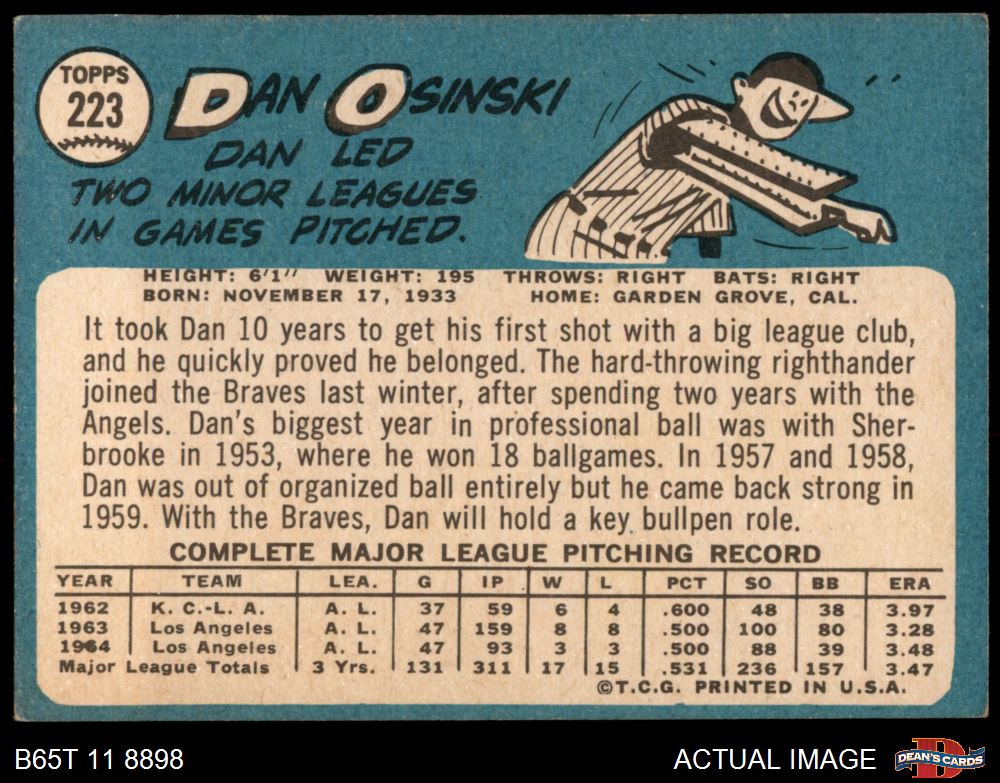 TOPPS
223
DAN OSINSKI
DAN LED
TWO MINOR LEAGUES
IN GAMES PITCHED.
HEIGHT: 6'1" WEIGHT: 195 THROWS: RIGHT BATS: RIGHT
BORN: NOVEMBER 17, 1933 HOME: GARDEN GROVE, CAL.
It took Dan 10 years to get his first shot with a big league club,
and he quickly proved he belonged. The hard-throwing righthander
joined the Braves last winter, after spending two years with the
Angels. Dan's biggest year in professional ball was with Sher-
brooke in 1953, where he won 18 ballgames. In 1957 and 1958,
Dan was out of organized ball entirely but he came back strong in
1959. With the Braves, Dan will hold a key bullpen role.
COMPLETE MAJOR LEAGUE PITCHING RECORD
YEAR TEAM LEA. G IP W L PCT SO BB ERA
1962 K. C.-L. A. A. L. 37 59 6 4 .600 48 38 3.97
1963 Los Angeles A. L. 47 159 8 8 .500 100 80 3.28
1964 Los Angeles A. L. 47 93 3 3 .500 88 39 3.48
Major League Totals 3 Yrs. 131 311 17 15 .531 236 157 3.47
©T.C.G. PRINTED IN U.S.A.
B65T 11 8898 ACTUAL IMAGE DEAN'S CARDS